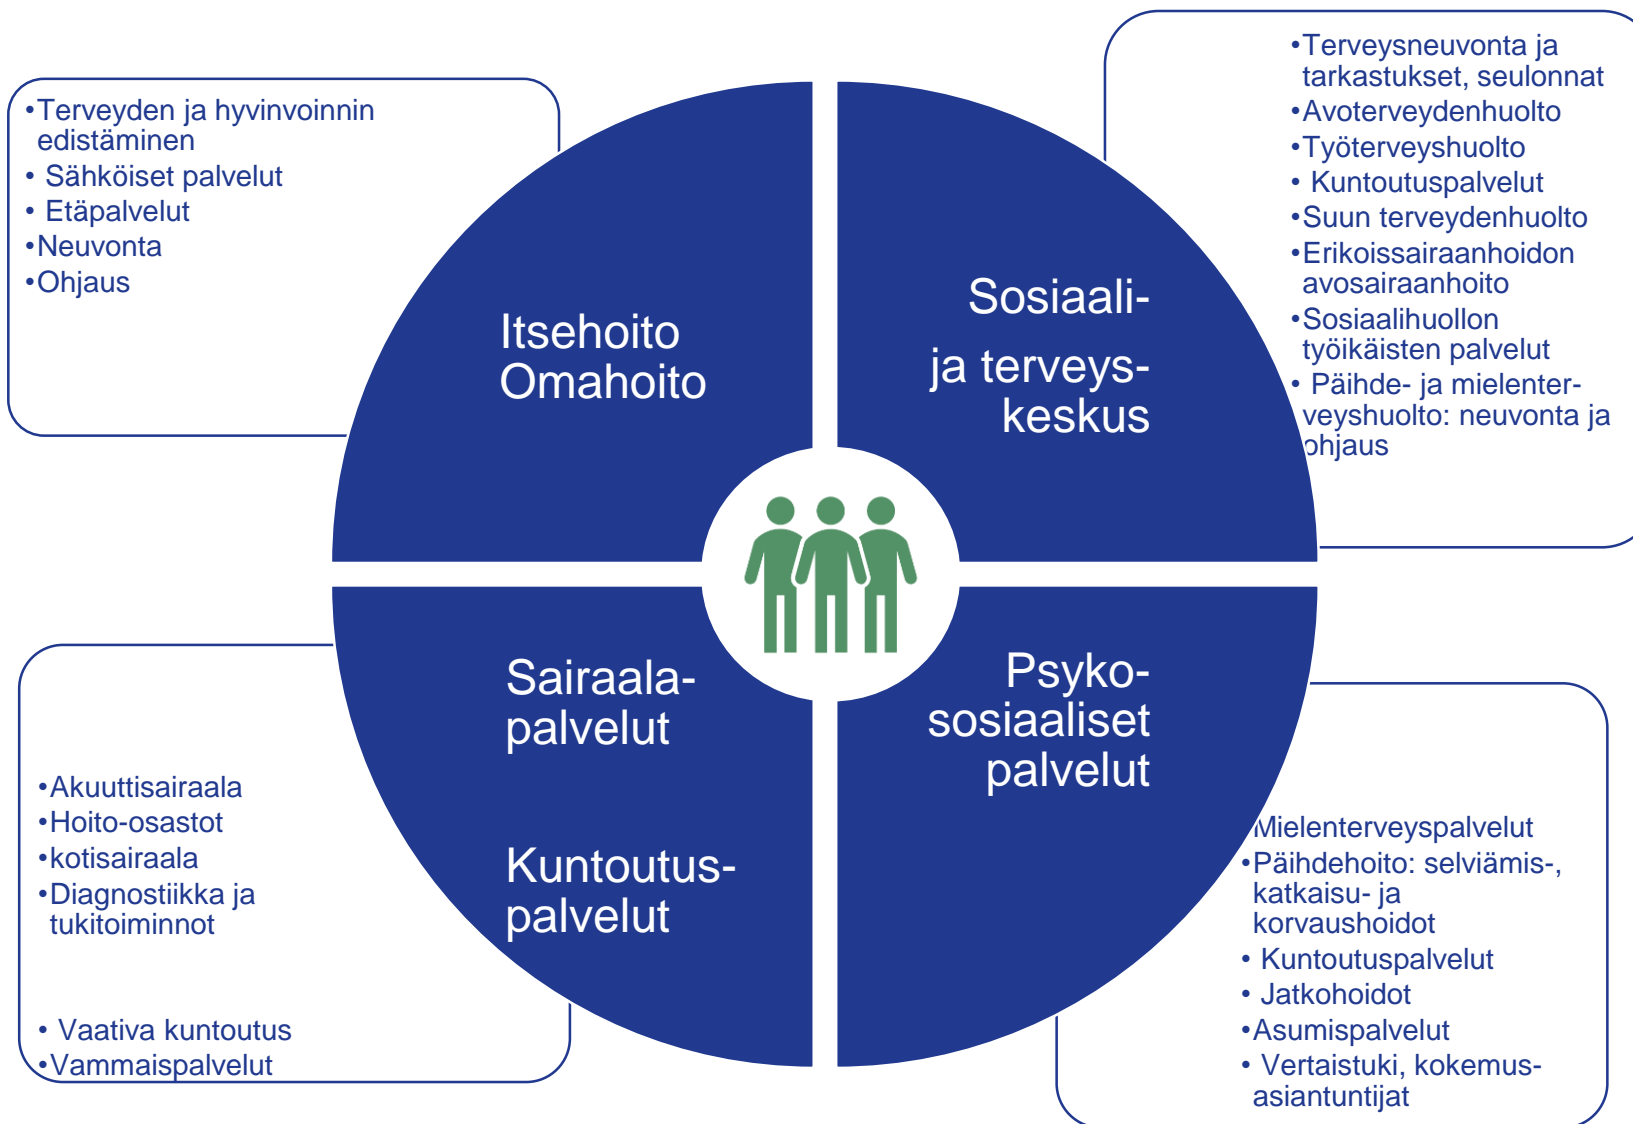 •Terveyden ja hyvinvoinnin
edistäminen
• Sähköiset palvelut
• Etäpalvelut
•Neuvonta
•Ohjaus
Itsehoito
Omahoito
•Terveysneuvonta ja
tarkastukset, seulonnat
•Avoterveydenhuolto
•Työterveyshuolto
• Kuntoutuspalvelut
•Suun terveydenhuolto
•Erikoissairaanhoidon
avosairaanhoito
•Sosiaalihuollon
työikäisten palvelut
• Päihde- ja mielenter-
veyshuolto: neuvonta ja
ohjaus
Sosiaali-
ja terveys-
keskus
Sairaala-
palvelut
Kuntoutus-
palvelut
•Akuuttisairaala
•Hoito-osastot
•kotisairaala
•Diagnostiikka ja
tukitoiminnot
• Vaativa kuntoutus
•Vammaispalvelut
Psyko-
sosiaaliset
palvelut
Mielenterveyspalvelut
•Päihdehoito: selviämis-,
katkaisu- ja
korvaushoidot
• Kuntoutuspalvelut
• Jatkohoidot
•Asumispalvelut
• Vertaistuki, kokemus-
asiantuntijat